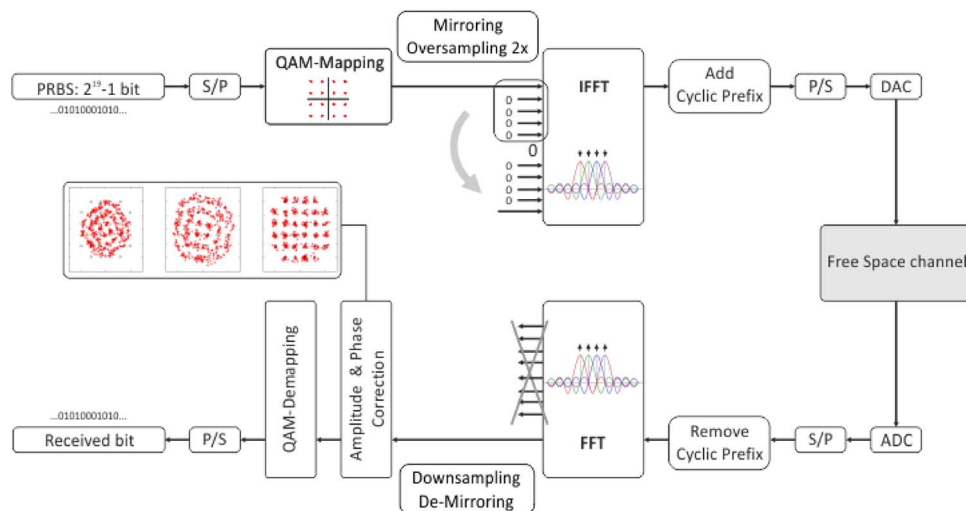 Mirroring
Oversampling 2x
PRBS: 2¹⁹-1 bit
...01010001010...
S/P
QAM-Mapping
0
0
0
0
0
0
0
0
0
IFFT
Add
Cyclic Prefix
P/S
DAC
Free Space channel
QAM-Demapping
Amplitude & Phase
Correction
FFT
...01010001010...
Received bit
P/S
Remove
Cyclic Prefix
S/P
ADC
Downsampling
De-Mirroring